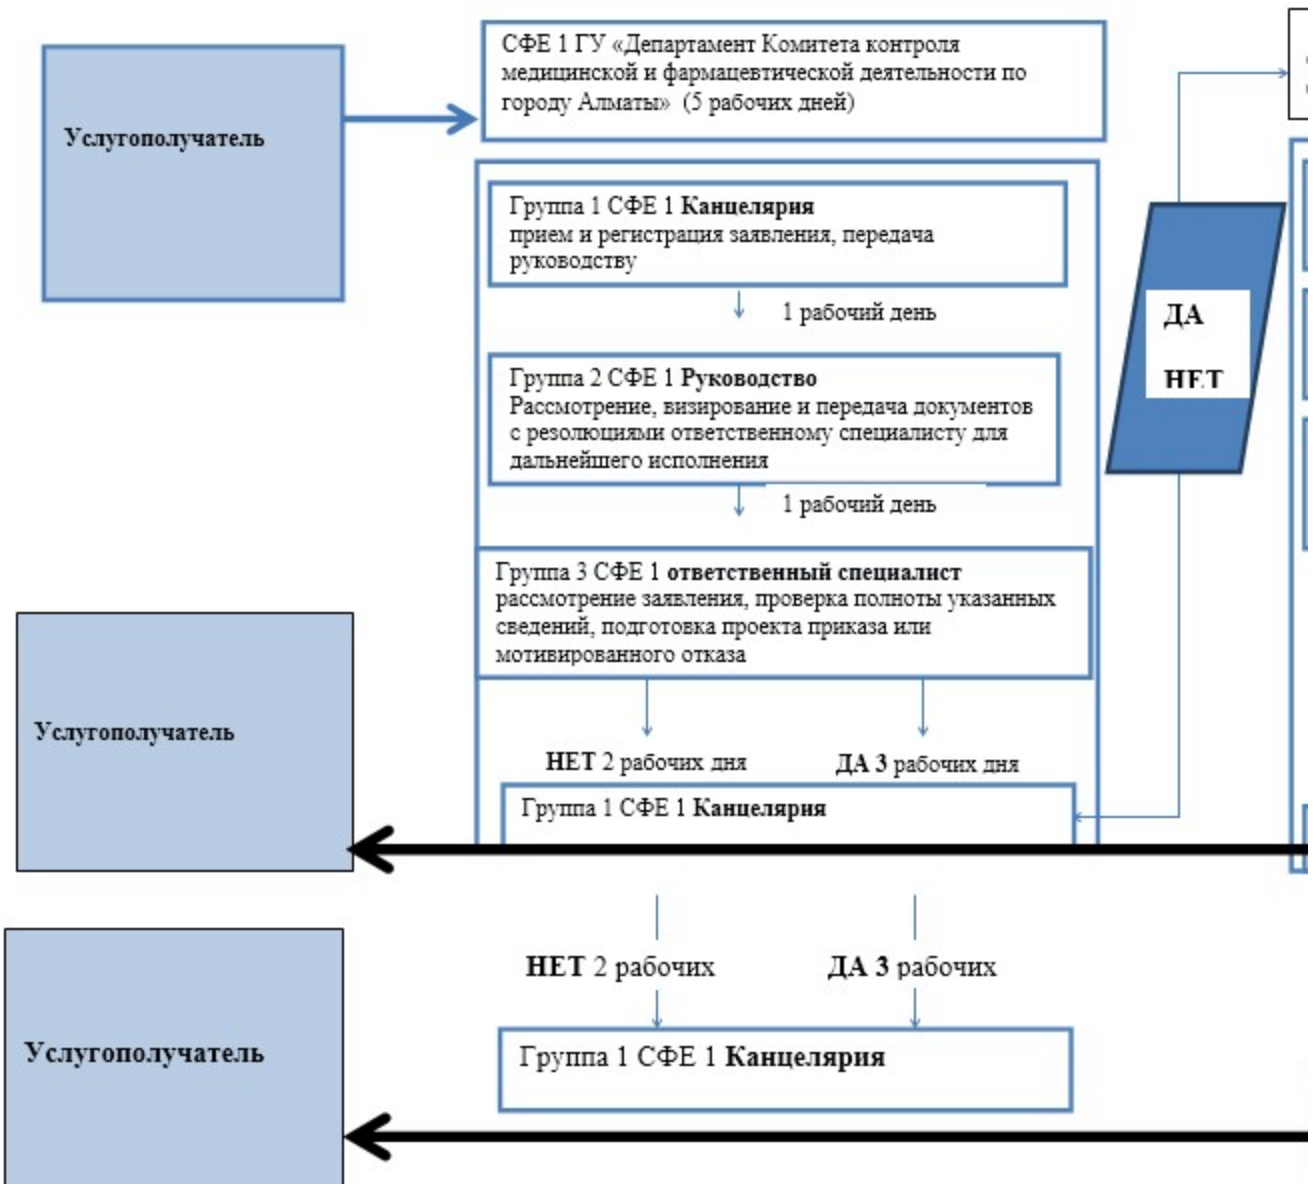 Услугополучатель
СФЕ 1 ГУ «Департамент Комитета контроля
медицинской и фармацевтической деятельности по
городу Алматы» (5 рабочих дней)
Группа 1 СФЕ 1 Канцелярия
прием и регистрация заявления, передача
руководству
1 рабочий день
ДА
НЕТ
Группа 2 СФЕ 1 Руководство
Рассмотрение, визирование и передача документов
с резолюциями ответственному специалисту для
дальнейшего исполнения
1 рабочий день
Группа 3 СФЕ 1 ответственный специалист
рассмотрение заявления, проверка полноты указанных
сведений, подготовка проекта приказа или
мотивированного отказа
Услугополучатель
НЕТ 2 рабочих дня
ДА 3 рабочих дня
Группа 1 СФЕ 1 Канцелярия
НЕТ 2 рабочих
ДА 3 рабочих
Услугополучатель
Группа 1 СФЕ 1 Канцелярия